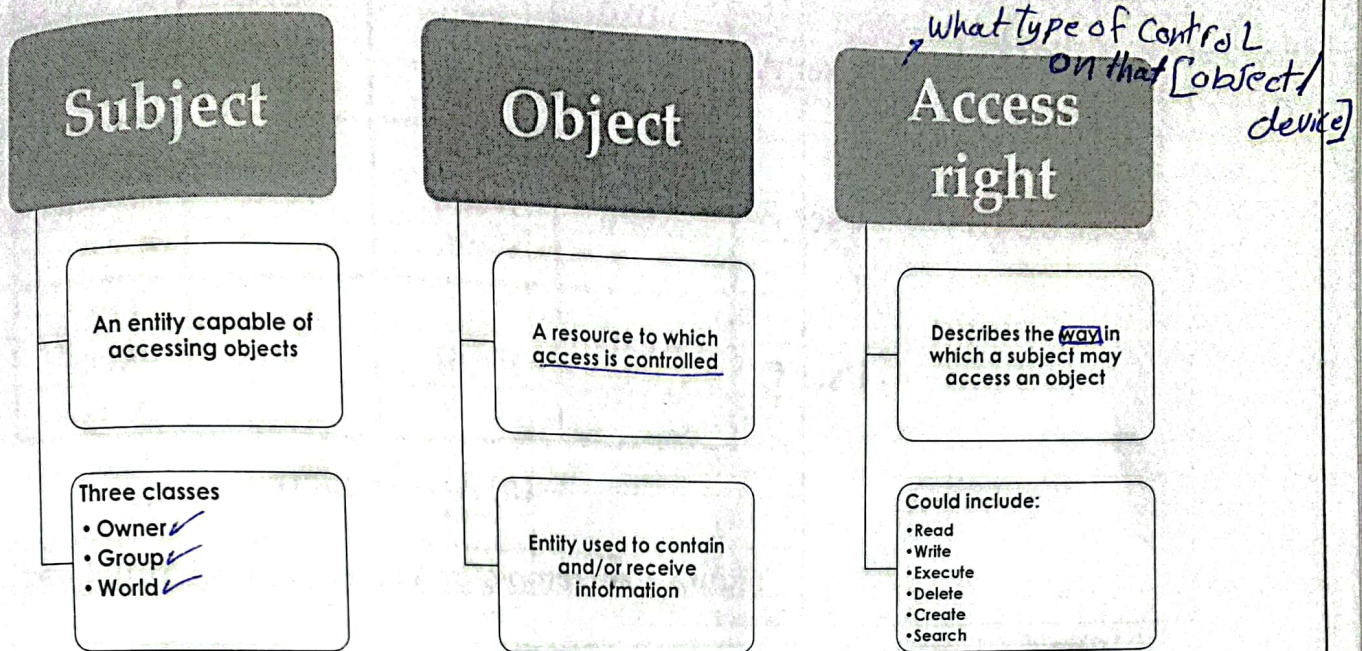 Subject
An entity capable of
accessing objects
Three classes
• Owner✓
• Group✓
• World✓
Object
A resource to which
access is controlled
Entity used to contain
and/or receive
information
What type of Control
on that [object/
device]
Access
right
Describes the way in
which a subject may
access an object
Could include:
•Read
•Write
•Execute
•Delete
•Create
•Search